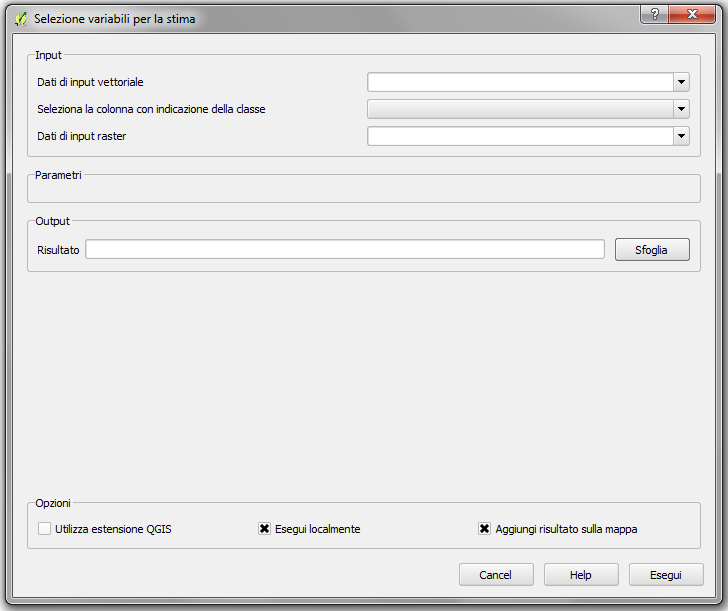 Selezione variabili per la stima
?
X
Input
Dati di input vettoriale
Seleziona la colonna con indicazione della classe
Dati di input raster
Parametri
Output
Risultato
Sfoglia
Opzioni
Utilizza estensione QGIS
Esegui localmente
Aggiungi risultato sulla mappa
Cancel
Help
Esegui